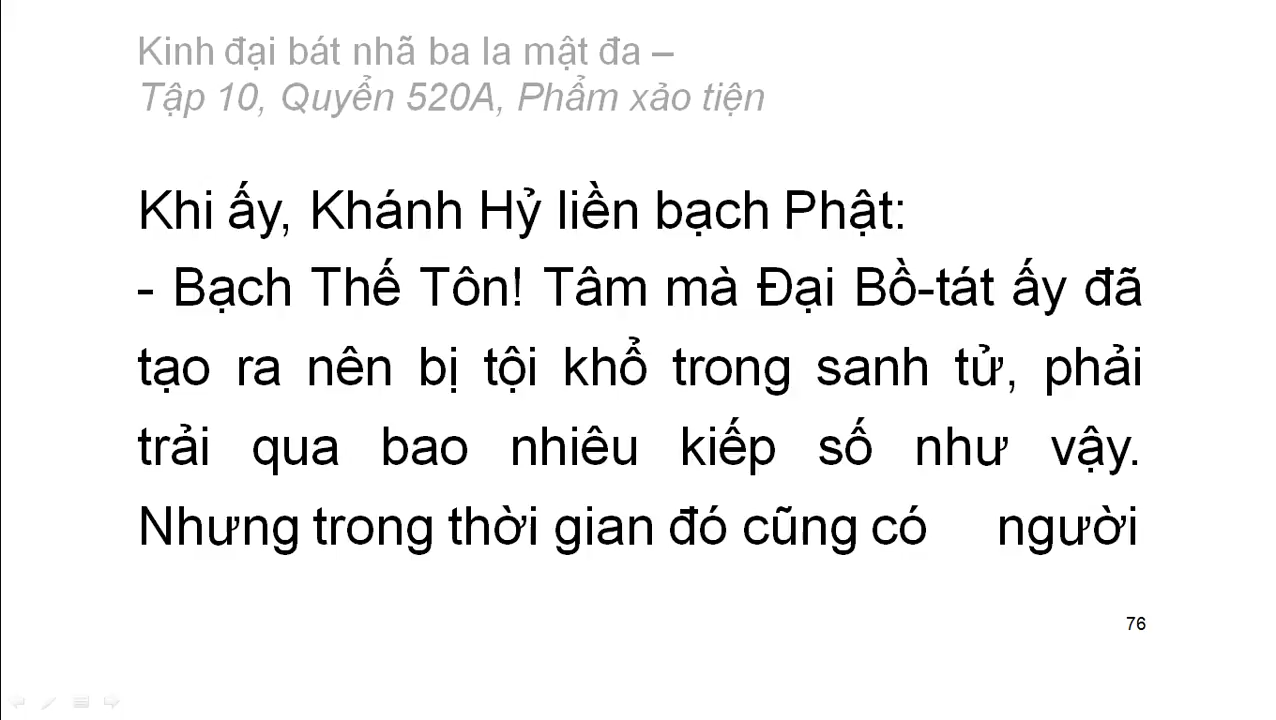 Kinh đại bát nhã ba la mật đa –
Tập 10, Quyển 520A, Phẩm xảo tiện
Khi ấy, Khánh Hỷ liền bạch Phật:
- Bạch Thế Tôn! Tâm mà Đại Bồ-tát ấy đã
tạo ra nên bị tội khổ trong sanh tử, phải
trải qua bao nhiêu kiếp số như vậy.
Nhưng trong thời gian đó cũng có người
76